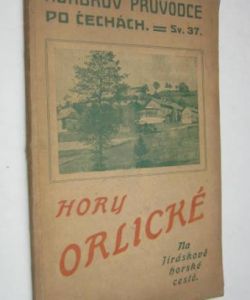 PRŮVODCE
PO ČECHÁCH. = Sv. 37.
HORY
ORLICKÉ
Na
Jiráskově
horské
cestě.